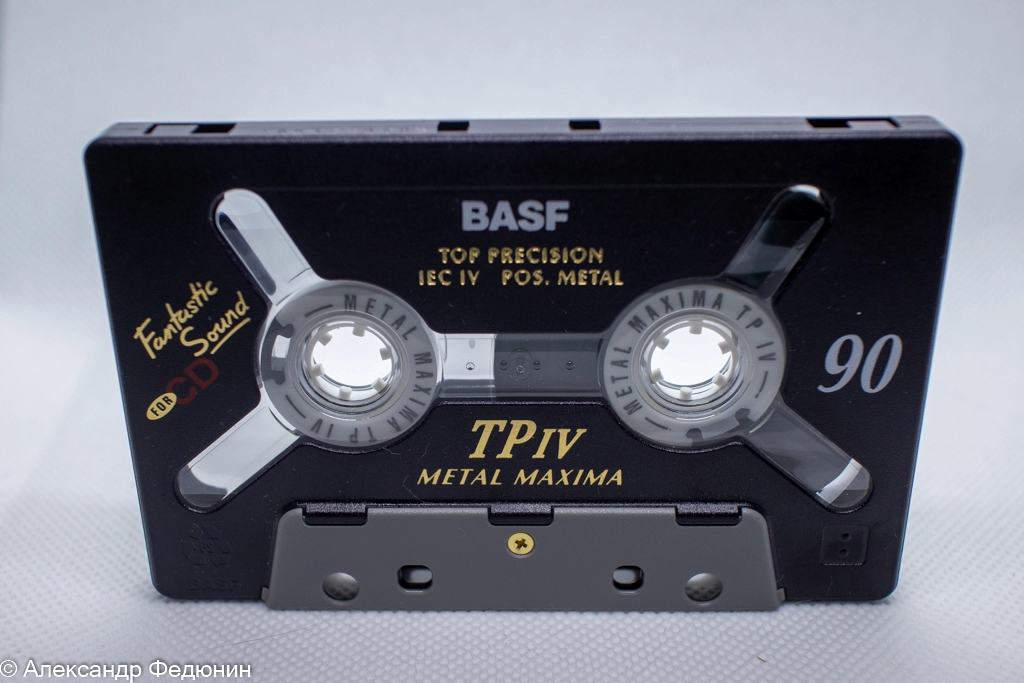 BASF
TOP PRECISION
IEC IV POS. METAL
Fantastic
Sound
FOR CD
90
METAL MAXIMA TP IV
METAL MAXIMA TP IV
TPIV
METAL MAXIMA
BASF
© Александр Федюнин